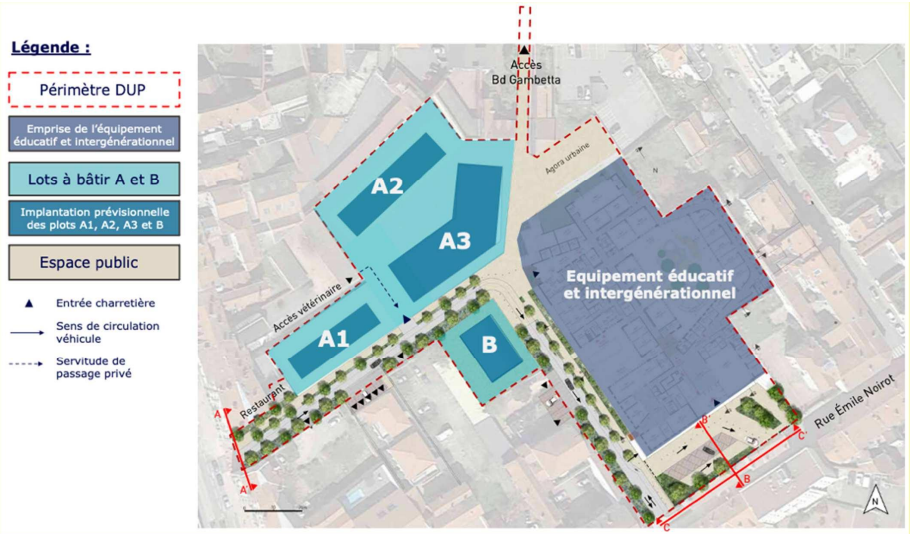 Légende :
Périmètre DUP
Emprise de l'équipement
éducatif et intergénérationnel
Lots à bâtir A et B
Implantation prévisionnelle
des plots A1, A2, A3 et B
Espace public
Entrée charretière
Sens de circulation
véhicule
Servitude de
passage privé
Accès
Bd Gambetta
Agora urbaine
N
A2
A3
Equipement éducatif
et intergénérationnel
Accès vétérinaire
A1
B
Restaurant
Rue Émile Noirot
A
A'
B'
B
C'
C
N